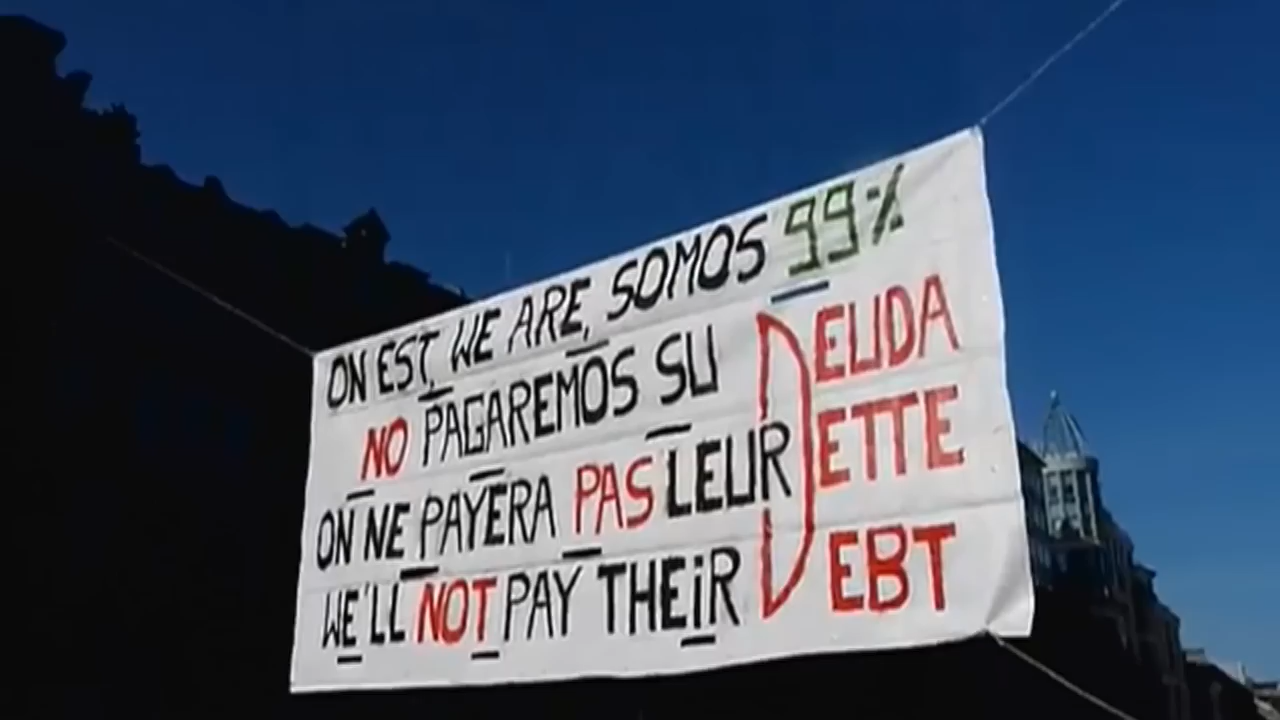 ON EST, WE ARE, SOMOS 99%
NO PAGAREMOS SU DEUDA
ON NE PAYERA PAS LEUR DETTE
WE'LL NOT PAY THEiR DEBT